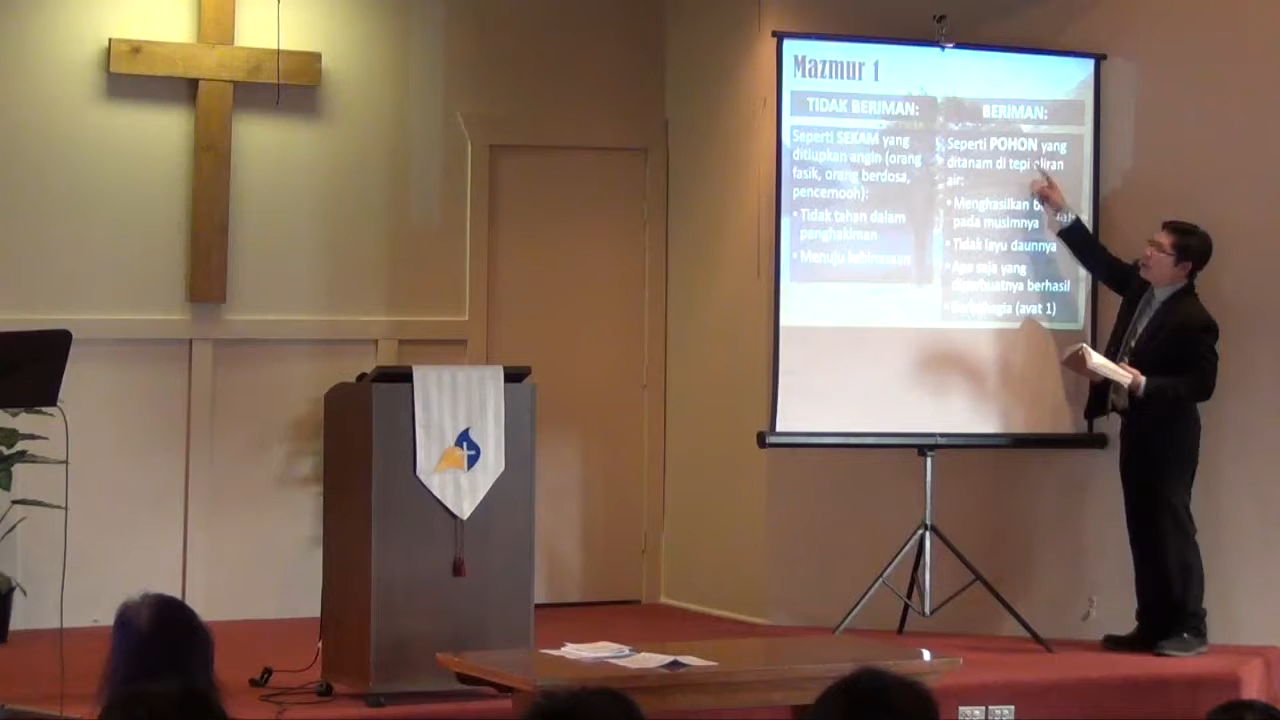 Mazmur 1
TIDAK BERIMAN:
Seperti SEKAM yang
ditiupkan angin (orang
fasik, orang berdosa,
pencemooh):
• Tidak tahan dalam
penghakiman
• Menuju kebinasaan
BERIMAN:
Seperti POHON yang
ditanam di tepi aliran
air:
• Menghasilkan
pada musimnya
• Tidak layu daunnya
• Apa saja yang
diperbuatnya berhasil
(ayat 1)